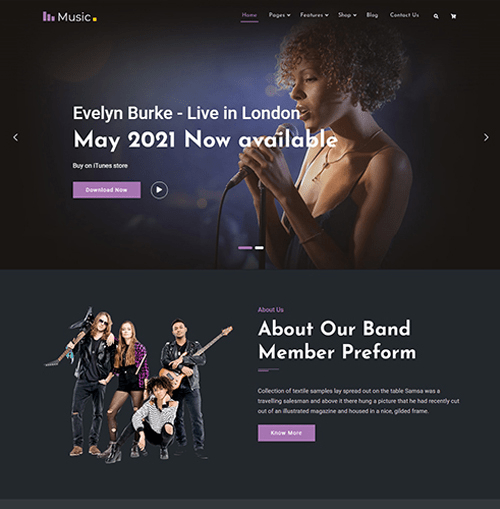 Music.
Home Pages Features Shop Blog Contact Us
Evelyn Burke - Live in London
May 2021 Now available
Buy on iTunes store
Download Now
About Us
About Our Band
Member Preform
Collection of textile samples lay spread out on the table Samsa was a
travelling salesman and above it there hung a picture that he had recently cut
out of an illustrated magazine and housed in a nice, gilded frame.
Know More